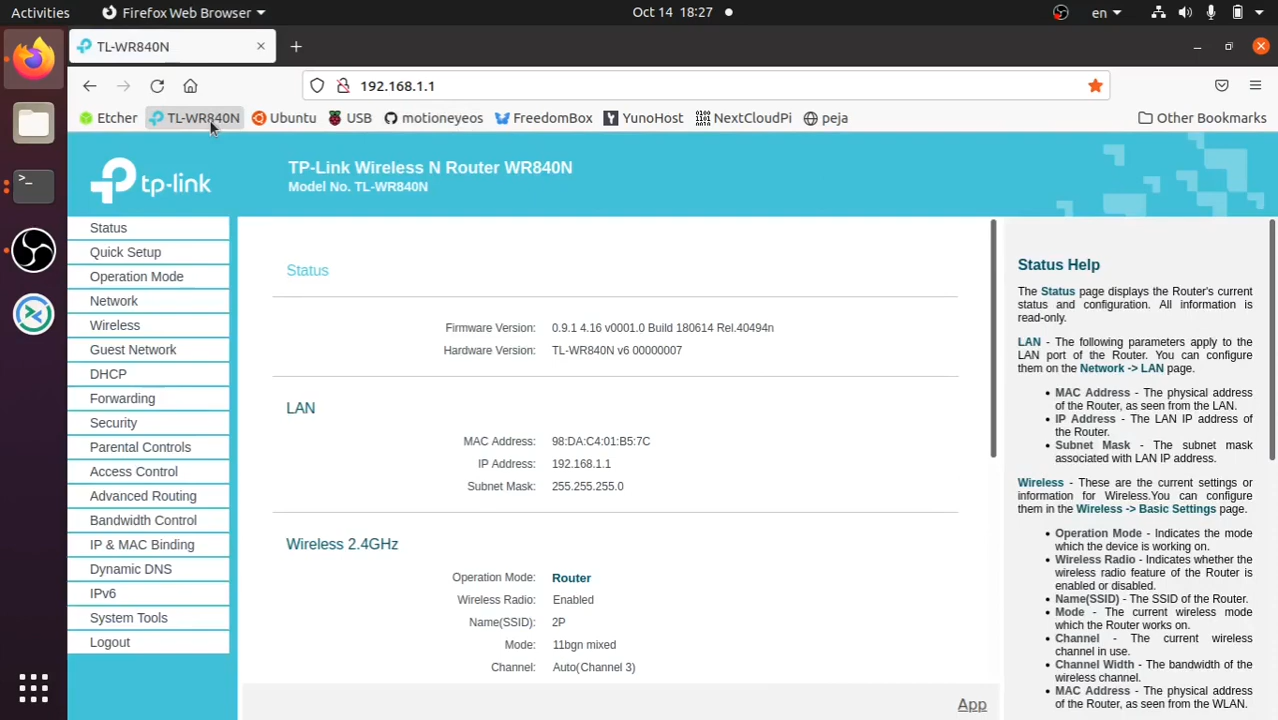 Activities
Firefox Web Browser
Oct 14 18:27
en
TL-WR840N
192.168.1.1
Etcher
TL-WR840N
Ubuntu
USB
motioneyeos
FreedomBox
YunoHost
NextCloudPi
peja
Other Bookmarks
tp-link
TP-Link Wireless N Router WR840N
Model No. TL-WR840N
Status
Quick Setup
Operation Mode
Network
Wireless
Guest Network
DHCP
Forwarding
Security
Parental Controls
Access Control
Advanced Routing
Bandwidth Control
IP & MAC Binding
Dynamic DNS
IPv6
System Tools
Logout
Status
Firmware Version: 0.9.1 4.16 v0001.0 Build 180614 Rel.40494n
Hardware Version: TL-WR840N v6 00000007
LAN
MAC Address: 98:DA:C4:01:B5:7C
IP Address: 192.168.1.1
Subnet Mask: 255.255.255.0
Wireless 2.4GHz
Operation Mode: Router
Wireless Radio: Enabled
Name(SSID): 2P
Mode: 11bgn mixed
Channel: Auto(Channel 3)
App
Status Help
The Status page displays the Router's current
status and configuration. All information is
read-only.
LAN - The following parameters apply to the
LAN port of the Router. You can configure
them on the Network -> LAN page.
• MAC Address - The physical address
of the Router, as seen from the LAN.
• IP Address - The LAN IP address of
the Router.
• Subnet Mask - The subnet mask
associated with LAN IP address.
Wireless - These are the current settings or
information for Wireless.You can configure
them in the Wireless -> Basic Settings page.
• Operation Mode - Indicates the mode
which the device is working on.
• Wireless Radio - Indicates whether the
wireless radio feature of the Router is
enabled or disabled.
• Name(SSID) - The SSID of the Router.
• Mode - The current wireless mode
which the Router works on.
• Channel - The current wireless
channel in use.
• Channel Width - The bandwidth of the
wireless channel.
• MAC Address - The physical address
of the Router, as seen from the WLAN.